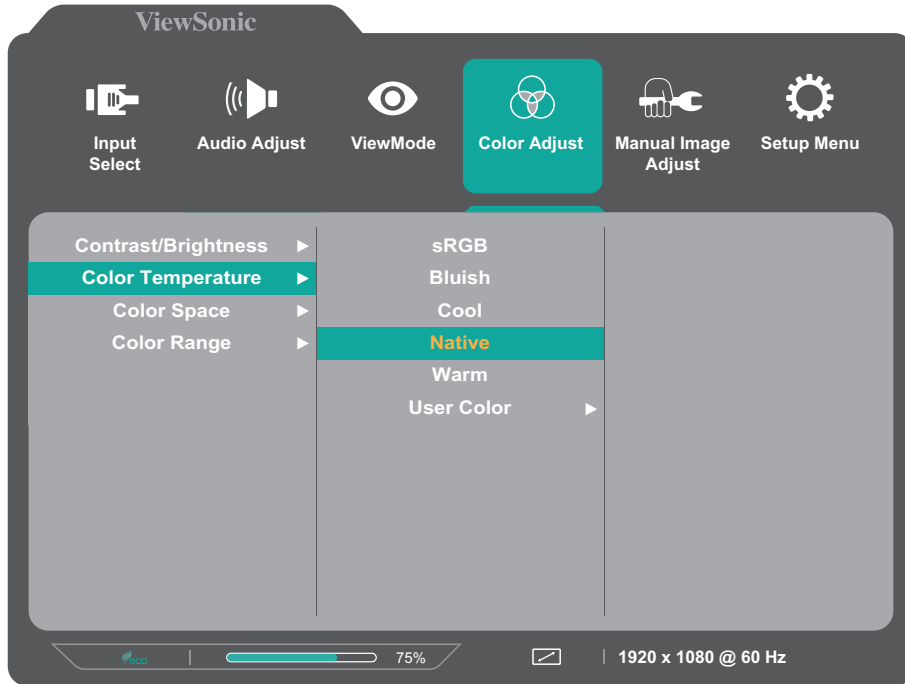 ViewSonic
Input
Select
Audio Adjust
ViewMode
Color Adjust
Manual Image
Adjust
Setup Menu
Contrast/Brightness
Color Temperature
Color Space
Color Range
sRGB
Bluish
Cool
Native
Warm
User Color
eco
75%
1920 x 1080 @ 60 Hz